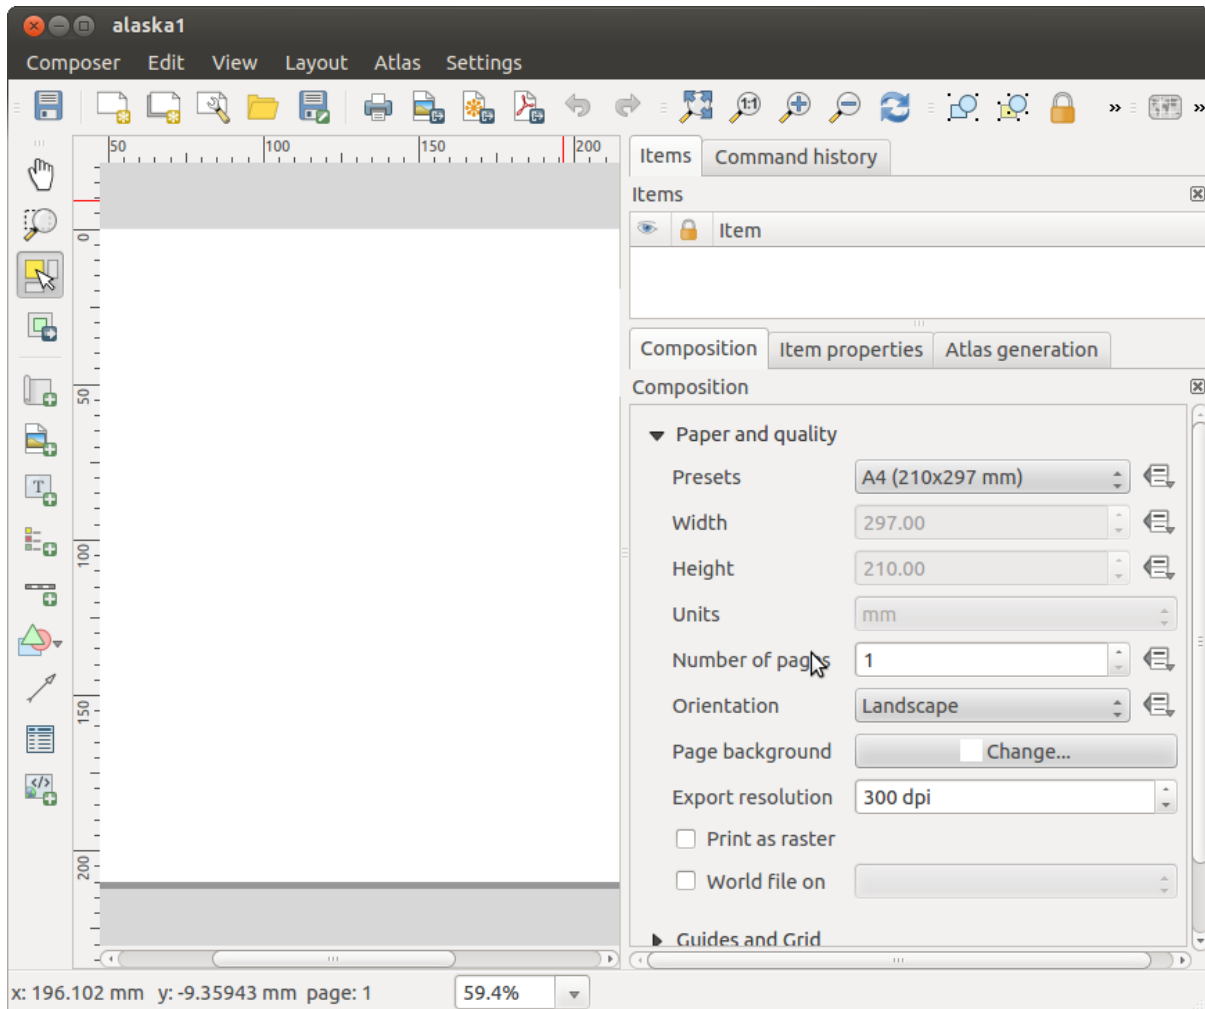 alaska1
Composer Edit View Layout Atlas Settings
1:1 » »
50 100 150 200
Items Command history
Items
Item
0
50
100
150
200
T
</>
Composition Item properties Atlas generation
Composition
Paper and quality
Presets A4 (210x297 mm)
Width 297.00
Height 210.00
Units mm
Number of pages 1
Orientation Landscape
Page background Change...
Export resolution 300 dpi
Print as raster
World file on
Guides and Grid
x: 196.102 mm y: -9.35943 mm page: 1 59.4%